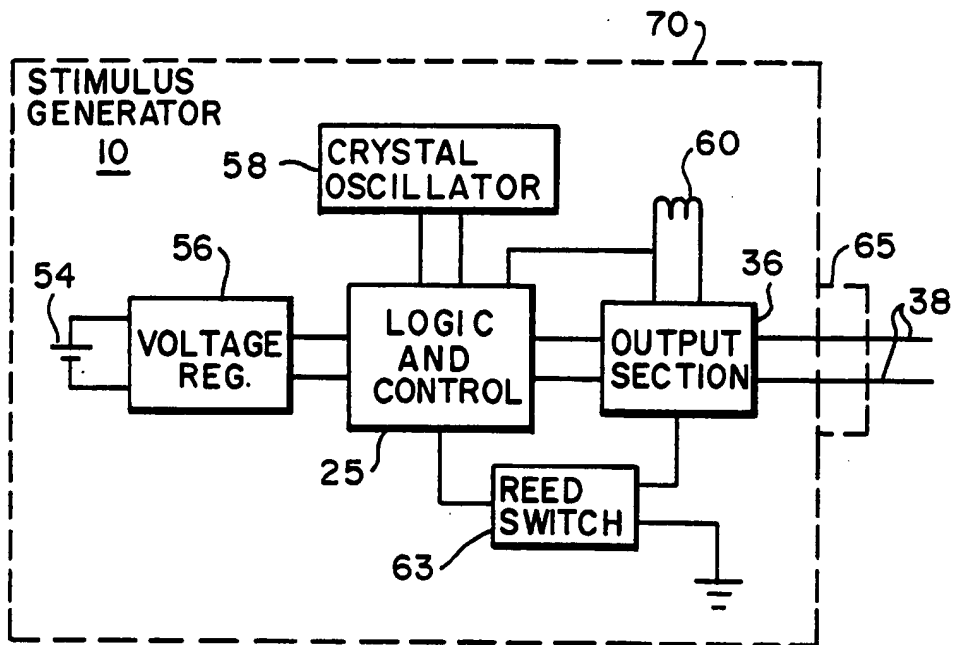 70
STIMULUS
GENERATOR
10
58
CRYSTAL
OSCILLATOR
60
65
54
56
36
VOLTAGE
REG.
LOGIC
AND
CONTROL
OUTPUT
SECTION
38
25
REED
SWITCH
63